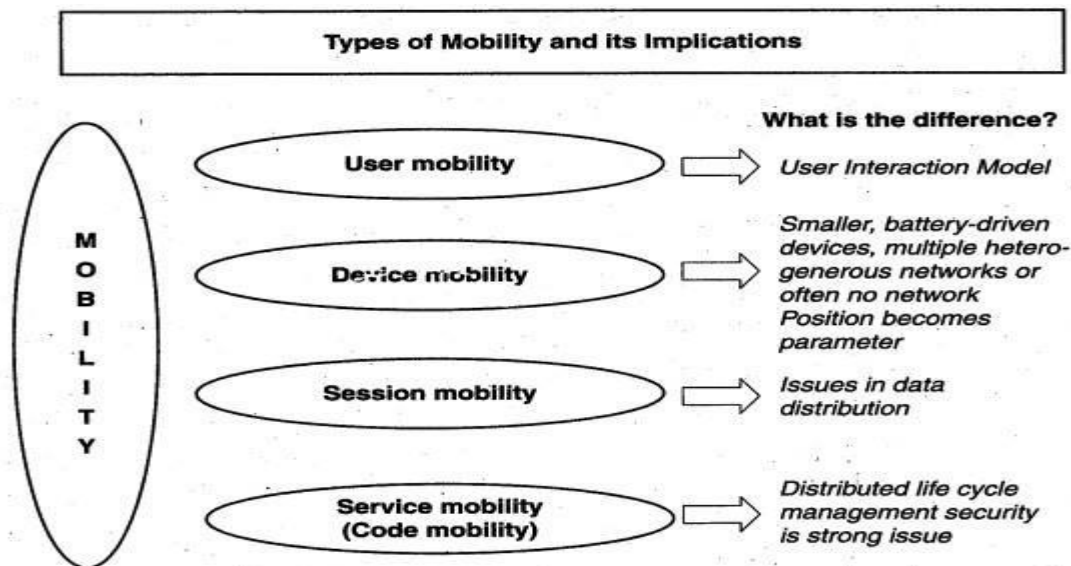 Types of Mobility and its Implications
What is the difference?
MOBILITY
User mobility
User Interaction Model
Device mobility
Smaller, battery-driven
devices, multiple hetero-
generous networks or
often no network
Position becomes
parameter
Session mobility
Issues in data
distribution
Service mobility
(Code mobility)
Distributed life cycle
management security
is strong issue